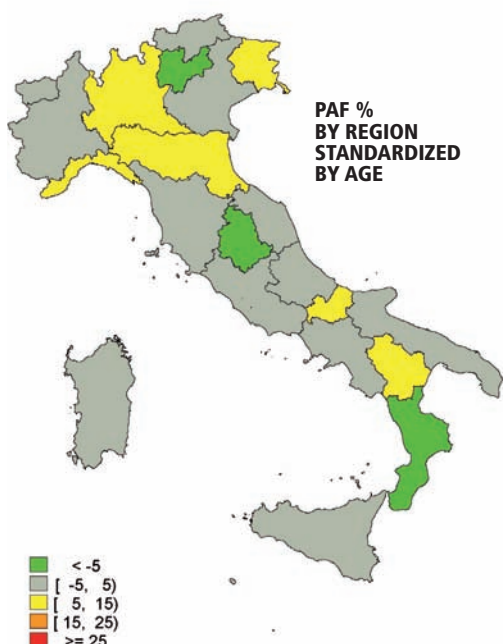 PAF %
BY REGION
STANDARDIZED
BY AGE
< -5
[ -5, 5)
[ 5, 15)
[ 15, 25)
>= 25